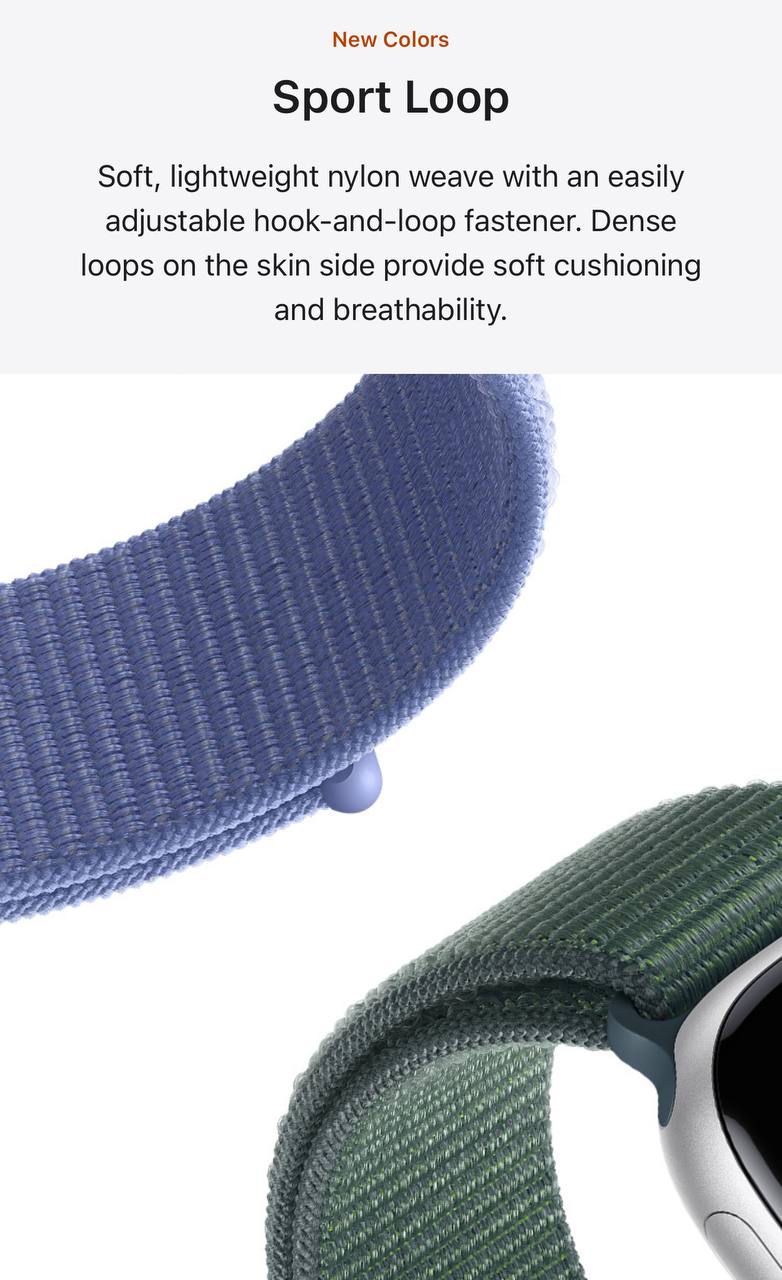 New Colors
Sport Loop
Soft, lightweight nylon weave with an easily
adjustable hook-and-loop fastener. Dense
loops on the skin side provide soft cushioning
and breathability.